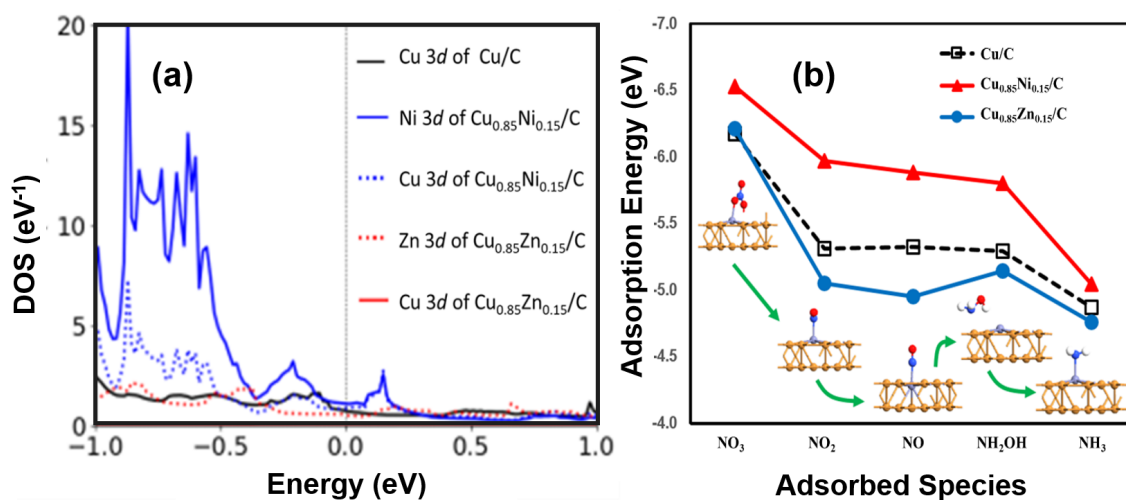 (a)
DOS (eV⁻¹)
20
15
10
5
0
−1.0
−0.5
0.0
0.5
1.0
Energy (eV)
Cu 3d of Cu/C
Ni 3d of Cu₀.₈₅Ni₀.₁₅/C
Cu 3d of Cu₀.₈₅Ni₀.₁₅/C
Zn 3d of Cu₀.₈₅Zn₀.₁₅/C
Cu 3d of Cu₀.₈₅Zn₀.₁₅/C
(b)
Adsorption Energy (eV)
-7.0
-6.5
-6.0
-5.5
-5.0
-4.5
-4.0
Cu/C
Cu₀.₈₅Ni₀.₁₅/C
Cu₀.₈₅Zn₀.₁₅/C
NO₃
NO₂
NO
NH₂OH
NH₃
Adsorbed Species